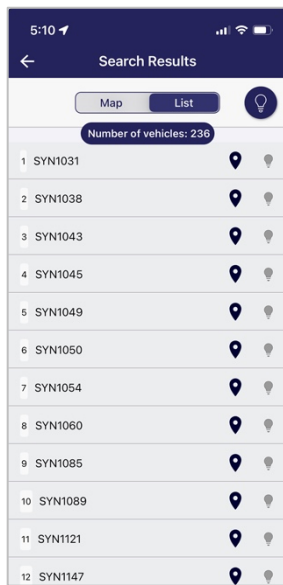 5:10
Search Results
Map List
Number of vehicles: 236
1 SYN1031
2 SYN1038
3 SYN1043
4 SYN1045
5 SYN1049
6 SYN1050
7 SYN1054
8 SYN1060
9 SYN1085
10 SYN1089
11 SYN1121
12 SYN1147